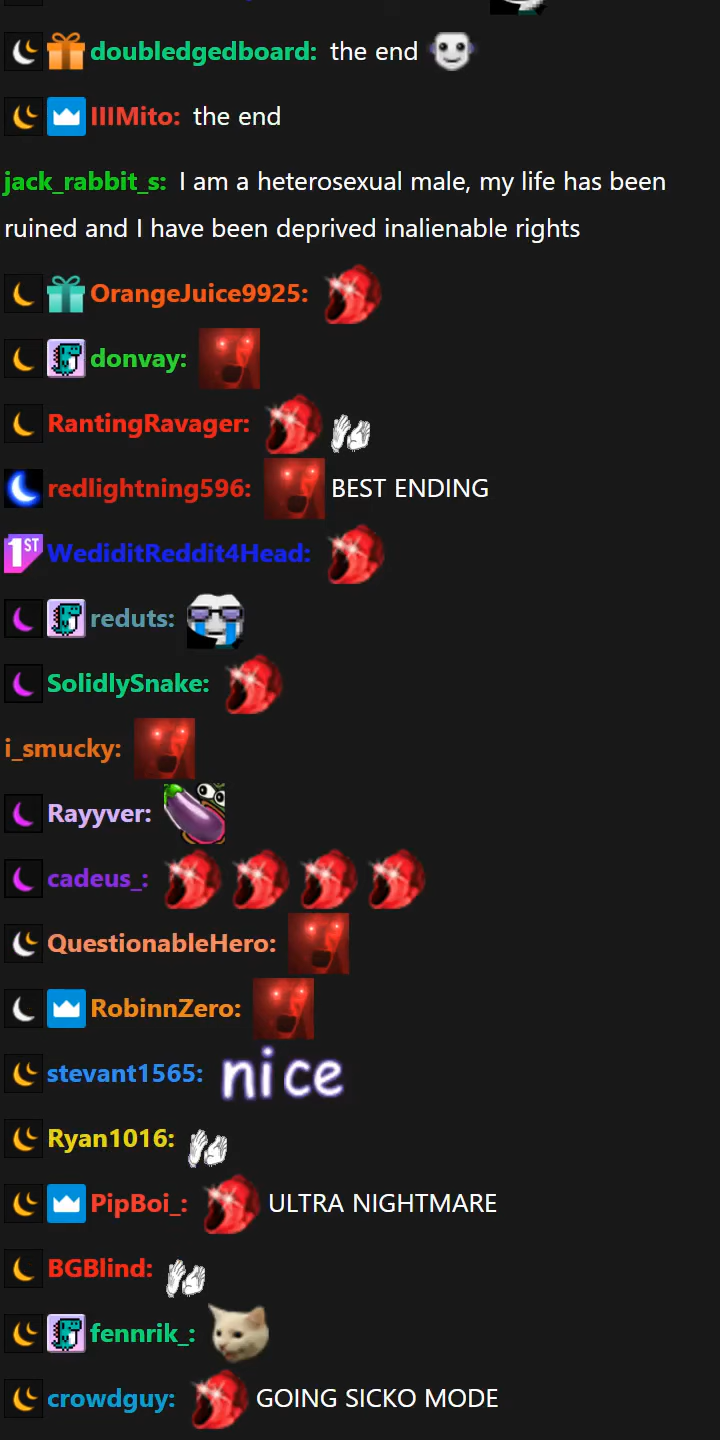 doubledgedboard: the end
IIIMito: the end
jack_rabbit_s: I am a heterosexual male, my life has been
ruined and I have been deprived inalienable rights
OrangeJuice9925:
donvay:
RantingRavager:
redlightning596: BEST ENDING
1ST WediditReddit4Head:
reduts:
SolidlySnake:
i_smucky:
Rayyver:
cadeus_:
QuestionableHero:
RobinnZero:
stevant1565: nice
Ryan1016:
PipBoi_: ULTRA NIGHTMARE
BGBlind:
fennrik_:
crowdguy: GOING SICKO MODE